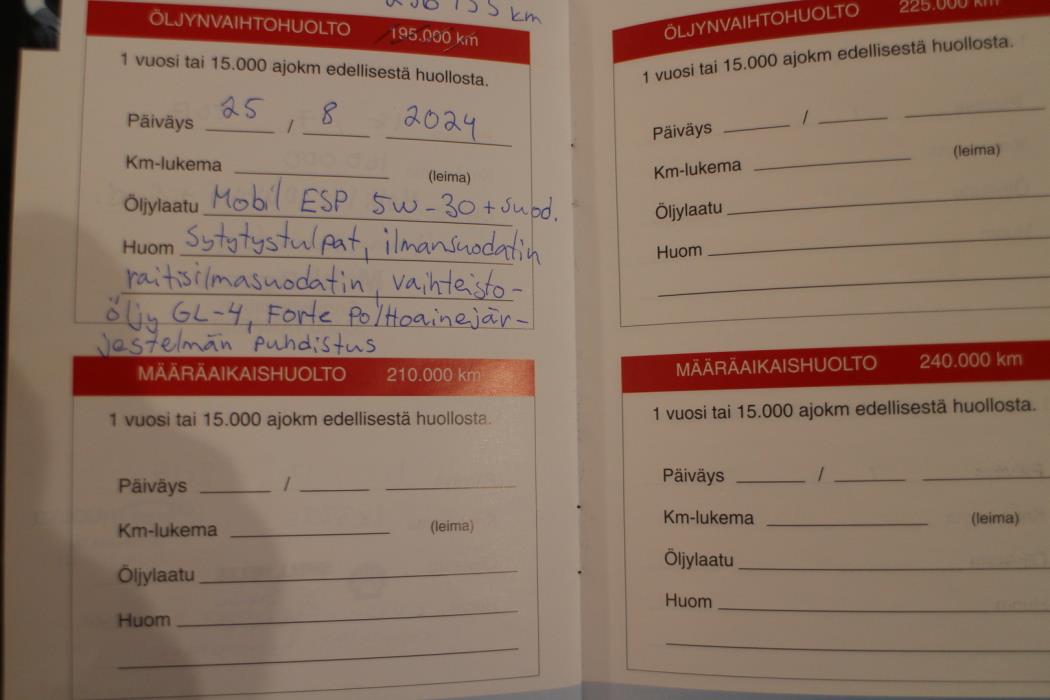 ÖLJYNVAIHTOHUOLTO 195.000 km
1 vuosi tai 15.000 ajokm edellisestä huollosta.
Päiväys 25 / 8 2024
Km-lukema (leima)
Öljylaatu Mobil ESP 5W-30 + suod.
Huom Sytytystulpat, ilmansuodatin
raitisilmasuodatin, vaihteisto-
öljy GL-4, Forte Polttoainejär-
jestelmän puhdistus
MÄÄRÄAIKAISHUOLTO 210.000 km
1 vuosi tai 15.000 ajokm edellisestä huollosta.
Päiväys /
Km-lukema (leima)
Öljylaatu
Huom
ÖLJYNVAIHTOHUOLTO 225.000 km
1 vuosi tai 15.000 ajokm edellisestä huollosta.
Päiväys /
Km-lukema (leima)
Öljylaatu
Huom
MÄÄRÄAIKAISHUOLTO 240.000 km
1 vuosi tai 15.000 ajokm edellisestä huollosta.
Päiväys /
Km-lukema (leima)
Öljylaatu
Huom